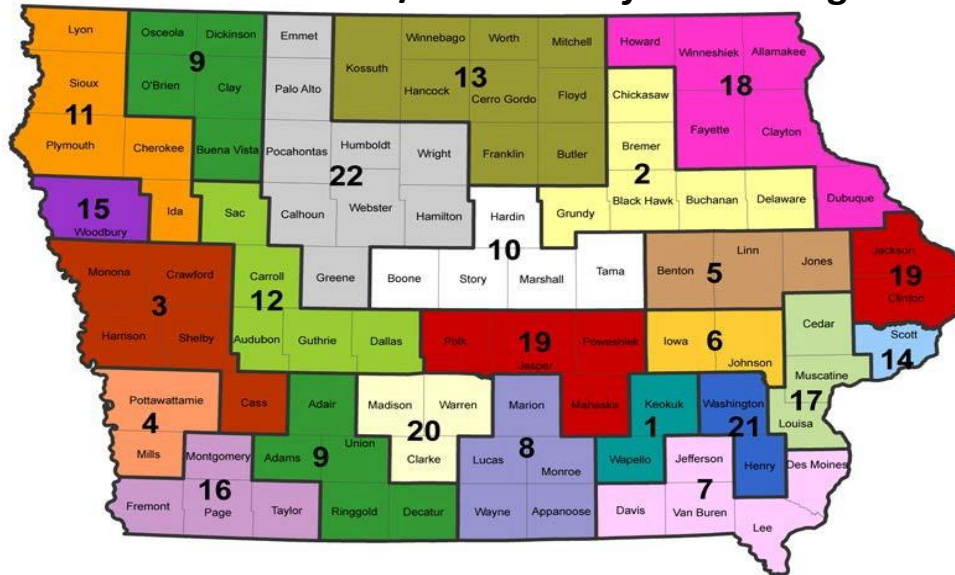 Lyon
Osceola
Dickinson
Emmet
Winnebago
Worth
Mitchell
Howard
Winneshiek
Allamakee
9
Kossuth
13
18
Sioux
O'Brien
Clay
Palo Alto
Hancock
Cerro Gordo
Floyd
Chickasaw
11
Fayette
Clayton
Plymouth
Cherokee
Buena Vista
Pocahontas
Humboldt
Wright
Franklin
Butler
Bremer
22
2
15
Woodbury
Ida
Sac
Calhoun
Webster
Hamilton
Hardin
Grundy
Black Hawk
Buchanan
Delaware
Dubuque
10
Monona
Crawford
Carroll
Greene
Boone
Story
Marshall
Tama
Benton
Linn
Jones
Jackson
3
12
5
19
Clinton
Harrison
Shelby
Audubon
Guthrie
Dallas
Polk
19
Jasper
Poweshiek
Iowa
6
Johnson
Cedar
Scott
14
Muscatine
Pottawattamie
Cass
Adair
Madison
Warren
Marion
Mahaska
Keokuk
Washington
17
Louisa
4
20
1
21
Mills
Montgomery
Adams
Union
9
Clarke
Lucas
8
Monroe
Wapello
Jefferson
Henry
Des Moines
16
7
Fremont
Page
Taylor
Ringgold
Decatur
Wayne
Appanoose
Davis
Van Buren
Lee